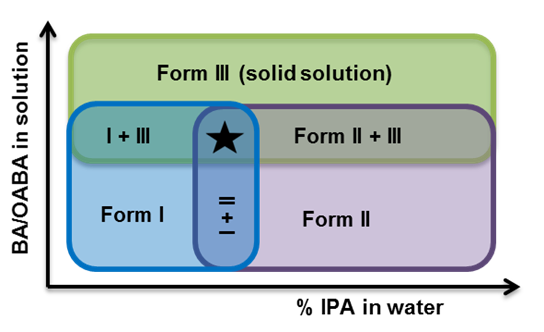 BA/OABA in solution
Form III (solid solution)
I + III
Form II + III
Form I
I + II
Form II
% IPA in water